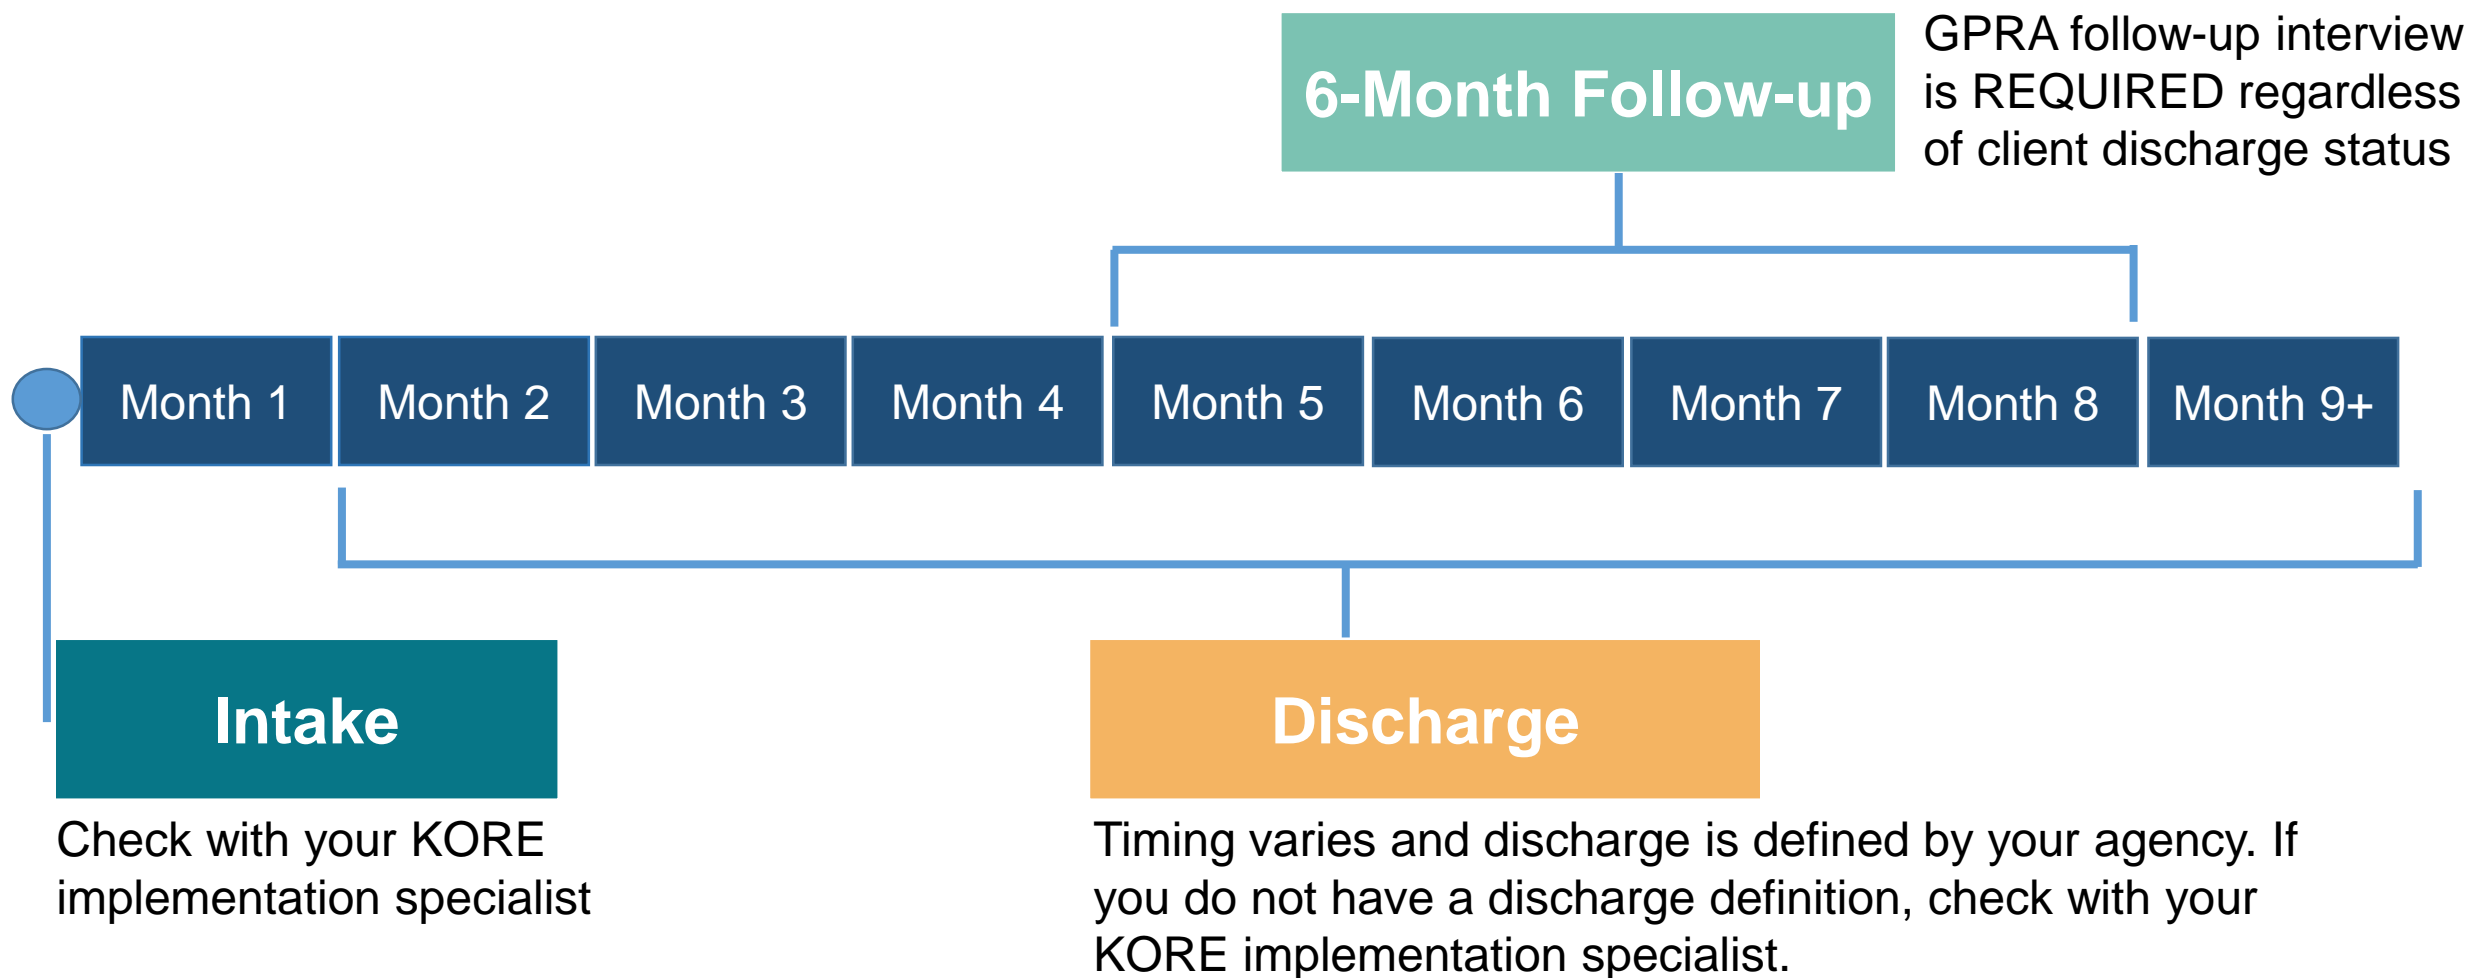 6-Month Follow-up
GPRA follow-up interview
is REQUIRED regardless
of client discharge status
Month 1
Month 2
Month 3
Month 4
Month 5
Month 6
Month 7
Month 8
Month 9+
Intake
Check with your KORE
implementation specialist
Discharge
Timing varies and discharge is defined by your agency. If
you do not have a discharge definition, check with your
KORE implementation specialist.